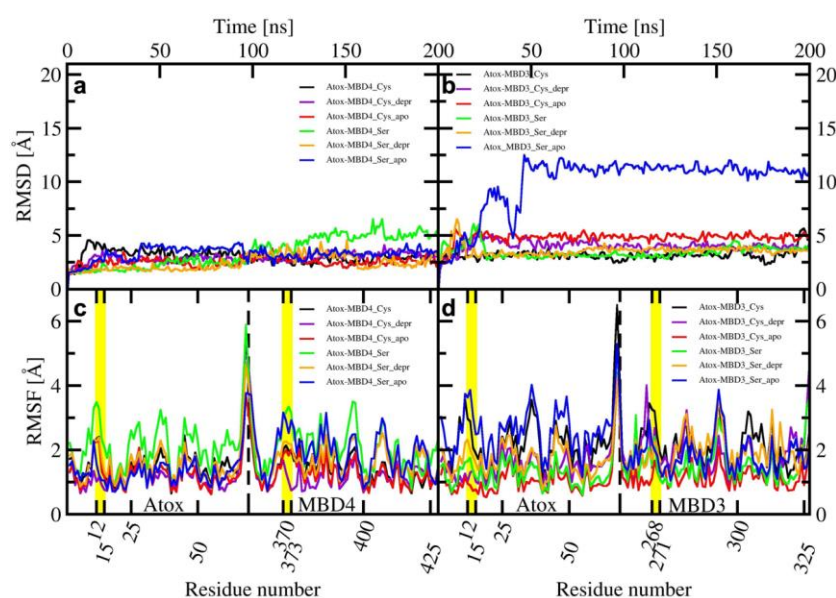 Time [ns] Time [ns]
0 50 100 150 200 50 100 150 200
20 a b 20
Atox-MBD4_Cys
Atox-MBD4_Cys_depr
Atox-MBD4_Cys_apo
Atox-MBD4_Ser
Atox-MBD4_Ser_depr
Atox-MBD4_Ser_apo
Atox-MBD3_Cys
Atox-MBD3_Cys_depr
Atox-MBD3_Cys_apo
Atox-MBD3_Ser
Atox-MBD3_Ser_depr
Atox_MBD3_Ser_apo
15 15
RMSD [Å]
10 10
5 5
0 0
c d
Atox-MBD4_Cys
Atox-MBD4_Cys_depr
Atox-MBD4_Cys_apo
Atox-MBD4_Ser
Atox-MBD4_Ser_depr
Atox-MBD4_Ser_apo
Atox-MBD3_Cys
Atox-MBD3_Cys_depr
Atox-MBD3_Cys_apo
Atox-MBD3_Ser
Atox-MBD3_Ser_depr
Atox-MBD3_Ser_apo
6 6
RMSF [Å]
4 4
2 2
0 0
Atox MBD4 Atox MBD3
12 15 25 50 370 373 400 425 12 15 25 50 268 271 300 325
Residue number Residue number